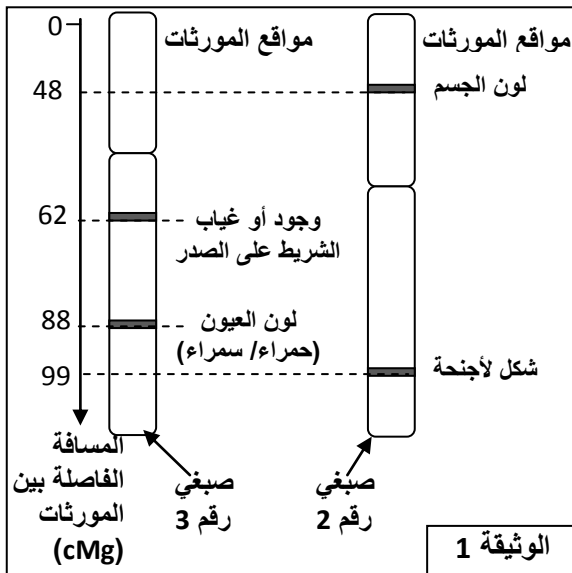 مواقع المورثات
مواقع المورثات
0
لون الجسم
48
62
وجود أو غياب
الشريط على الصدر
88
لون العيون
(حمراء/ سمراء)
99
شكل لأجنحة
المسافة
الفاصلة بين
المورثات
(cMg)
صبغي
رقم 3
صبغي
رقم 2
الوثيقة 1